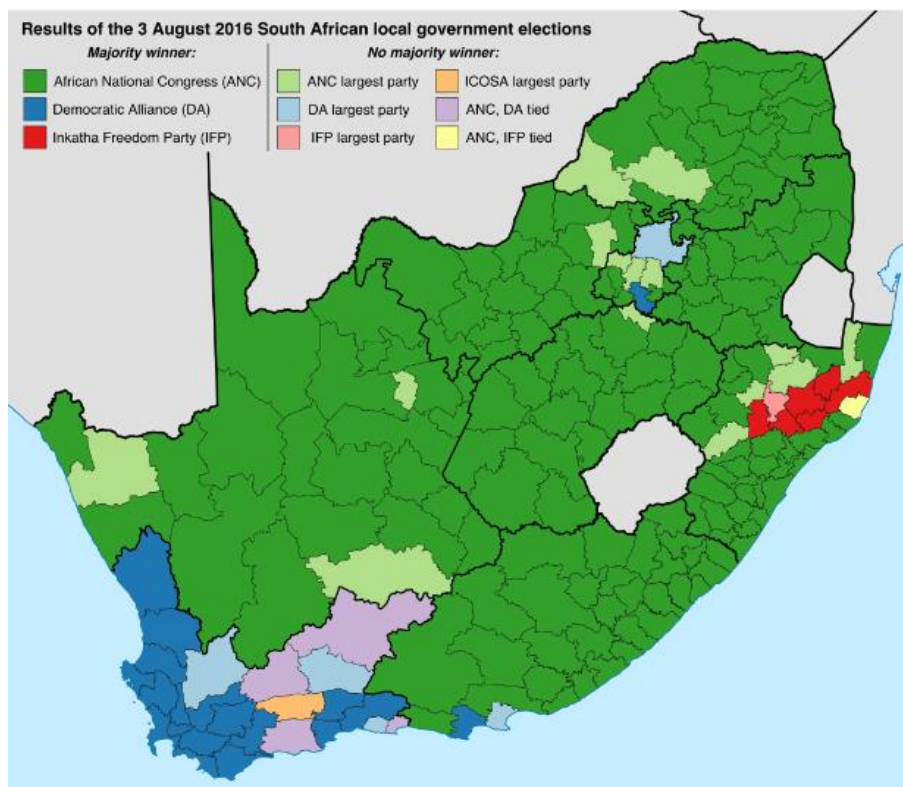 Results of the 3 August 2016 South African local government elections
Majority winner:
African National Congress (ANC)
Democratic Alliance (DA)
Inkatha Freedom Party (IFP)
No majority winner:
ANC largest party
DA largest party
IFP largest party
ICOSA largest party
ANC, DA tied
ANC, IFP tied